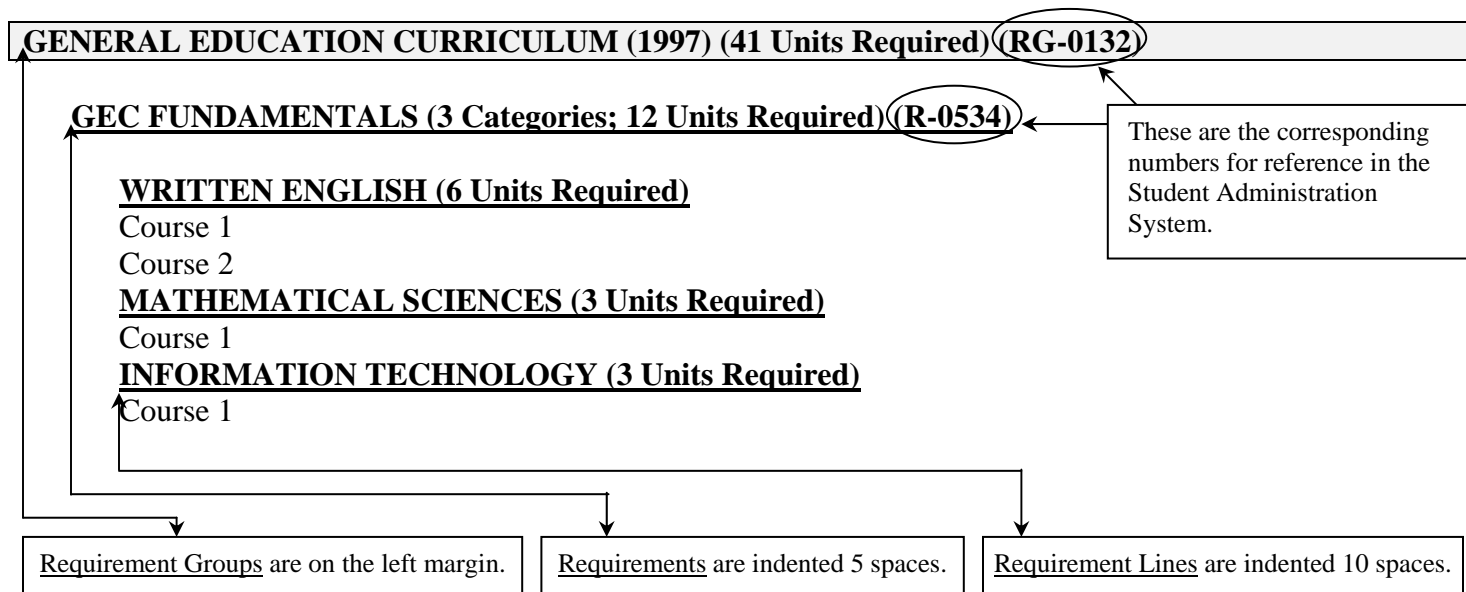 GENERAL EDUCATION CURRICULUM (1997) (41 Units Required) (RG-0132)
GEC FUNDAMENTALS (3 Categories; 12 Units Required) (R-0534)
These are the corresponding
numbers for reference in the
Student Administration
System.
WRITTEN ENGLISH (6 Units Required)
Course 1
Course 2
MATHEMATICAL SCIENCES (3 Units Required)
Course 1
INFORMATION TECHNOLOGY (3 Units Required)
Course 1
Requirement Groups are on the left margin.
Requirements are indented 5 spaces.
Requirement Lines are indented 10 spaces.